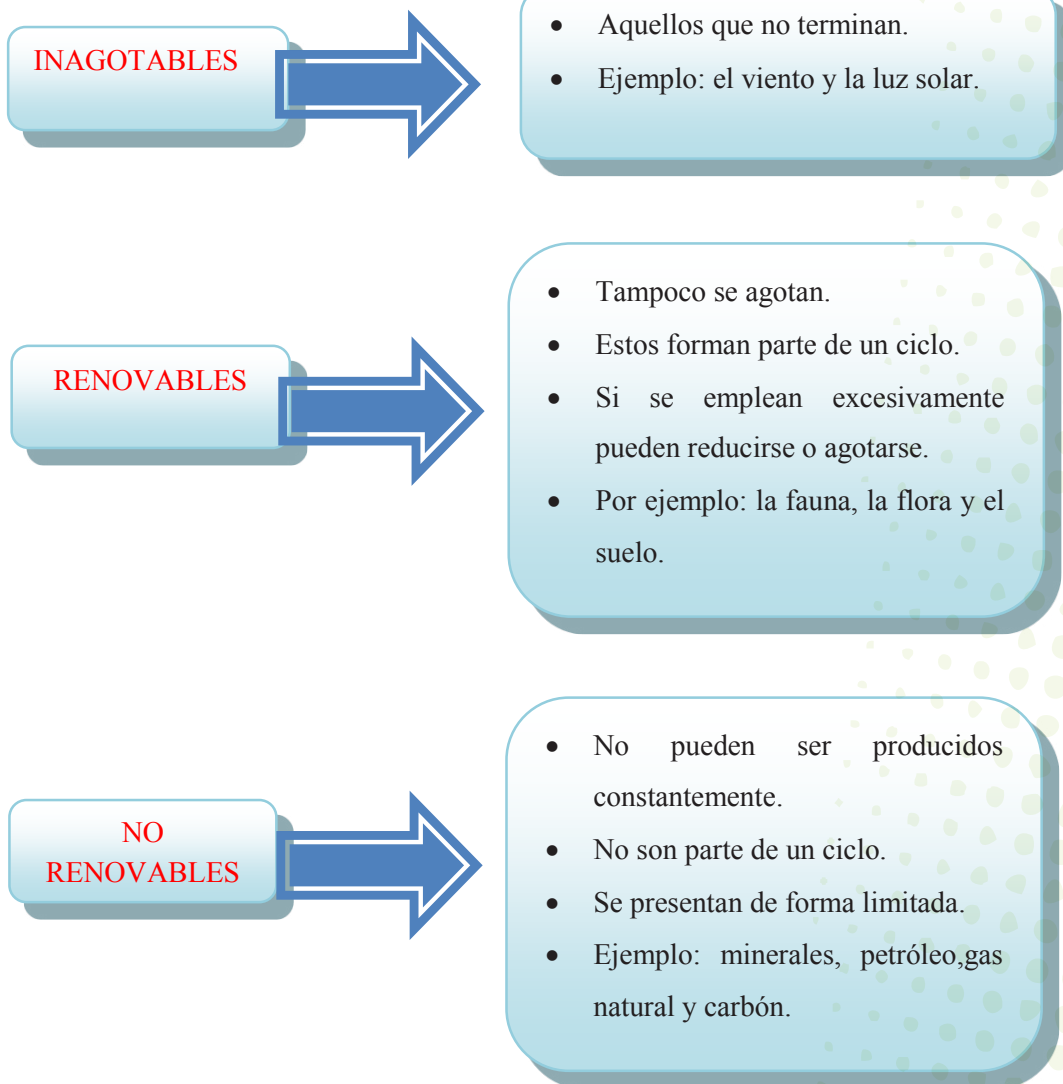 INAGOTABLES
• Aquellos que no terminan.
• Ejemplo: el viento y la luz solar.
RENOVABLES
• Tampoco se agotan.
• Estos forman parte de un ciclo.
• Si se emplean excesivamente
pueden reducirse o agotarse.
• Por ejemplo: la fauna, la flora y el
suelo.
NO
RENOVABLES
• No pueden ser producidos
constantemente.
• No son parte de un ciclo.
• Se presentan de forma limitada.
• Ejemplo: minerales, petróleo,gas
natural y carbón.